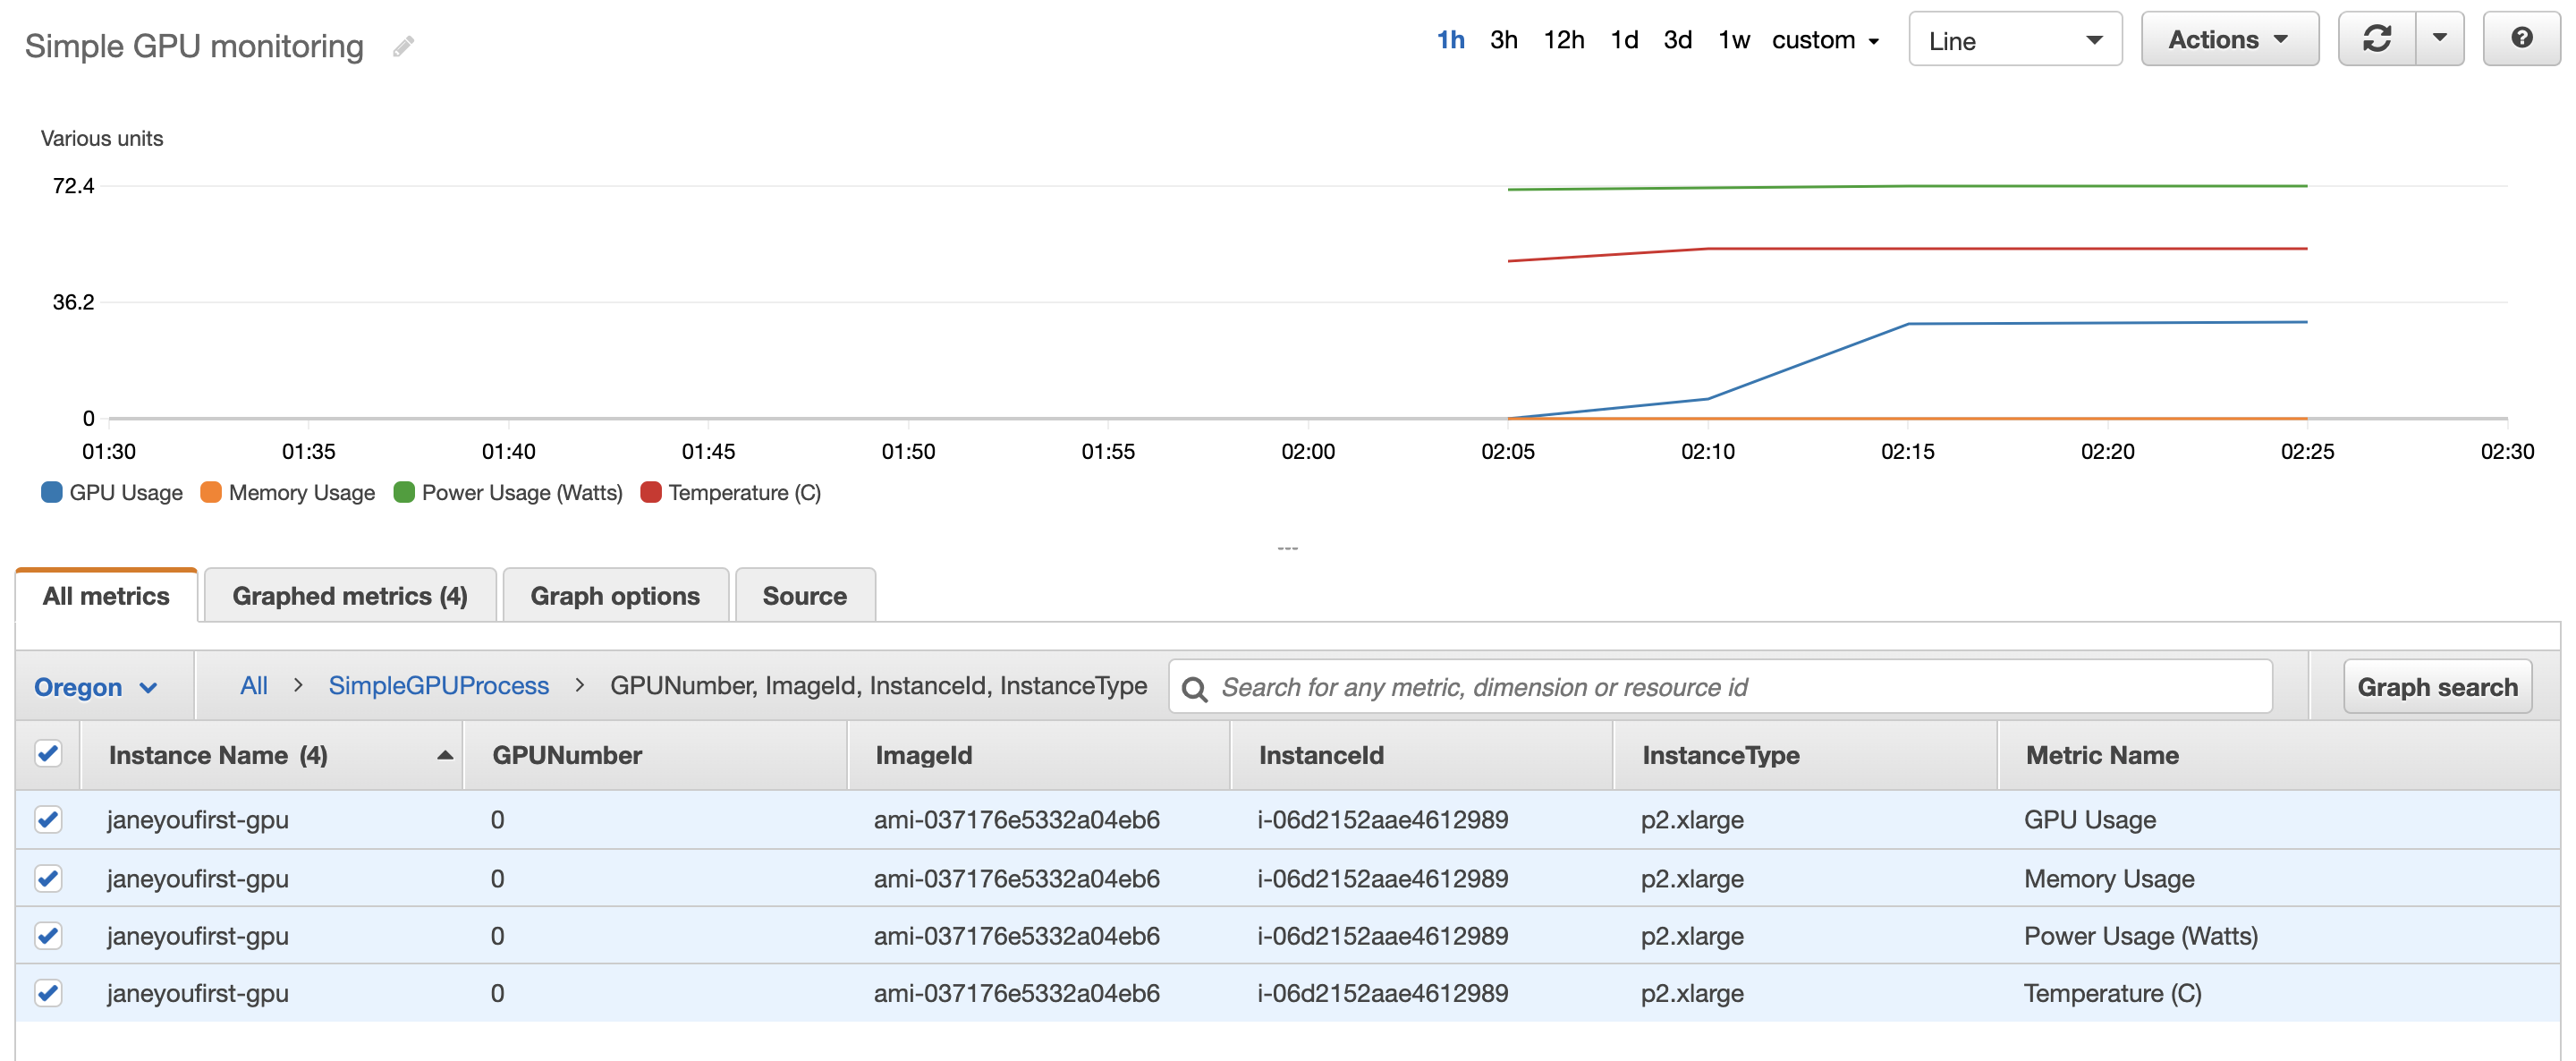 Simple GPU monitoring
1h 3h 12h 1d 3d 1w custom Line Actions
Various units
72.4
36.2
0
01:30 01:35 01:40 01:45 01:50 01:55 02:00 02:05 02:10 02:15 02:20 02:25 02:30
GPU Usage Memory Usage Power Usage (Watts) Temperature (C)
All metrics Graphed metrics (4) Graph options Source
Oregon All > SimpleGPUProcess > GPUNumber, ImageId, InstanceId, InstanceType Search for any metric, dimension or resource id Graph search
Instance Name (4) GPUNumber ImageId InstanceId InstanceType Metric Name
janeyoufirst-gpu 0 ami-037176e5332a04eb6 i-06d2152aae4612989 p2.xlarge GPU Usage
janeyoufirst-gpu 0 ami-037176e5332a04eb6 i-06d2152aae4612989 p2.xlarge Memory Usage
janeyoufirst-gpu 0 ami-037176e5332a04eb6 i-06d2152aae4612989 p2.xlarge Power Usage (Watts)
janeyoufirst-gpu 0 ami-037176e5332a04eb6 i-06d2152aae4612989 p2.xlarge Temperature (C)